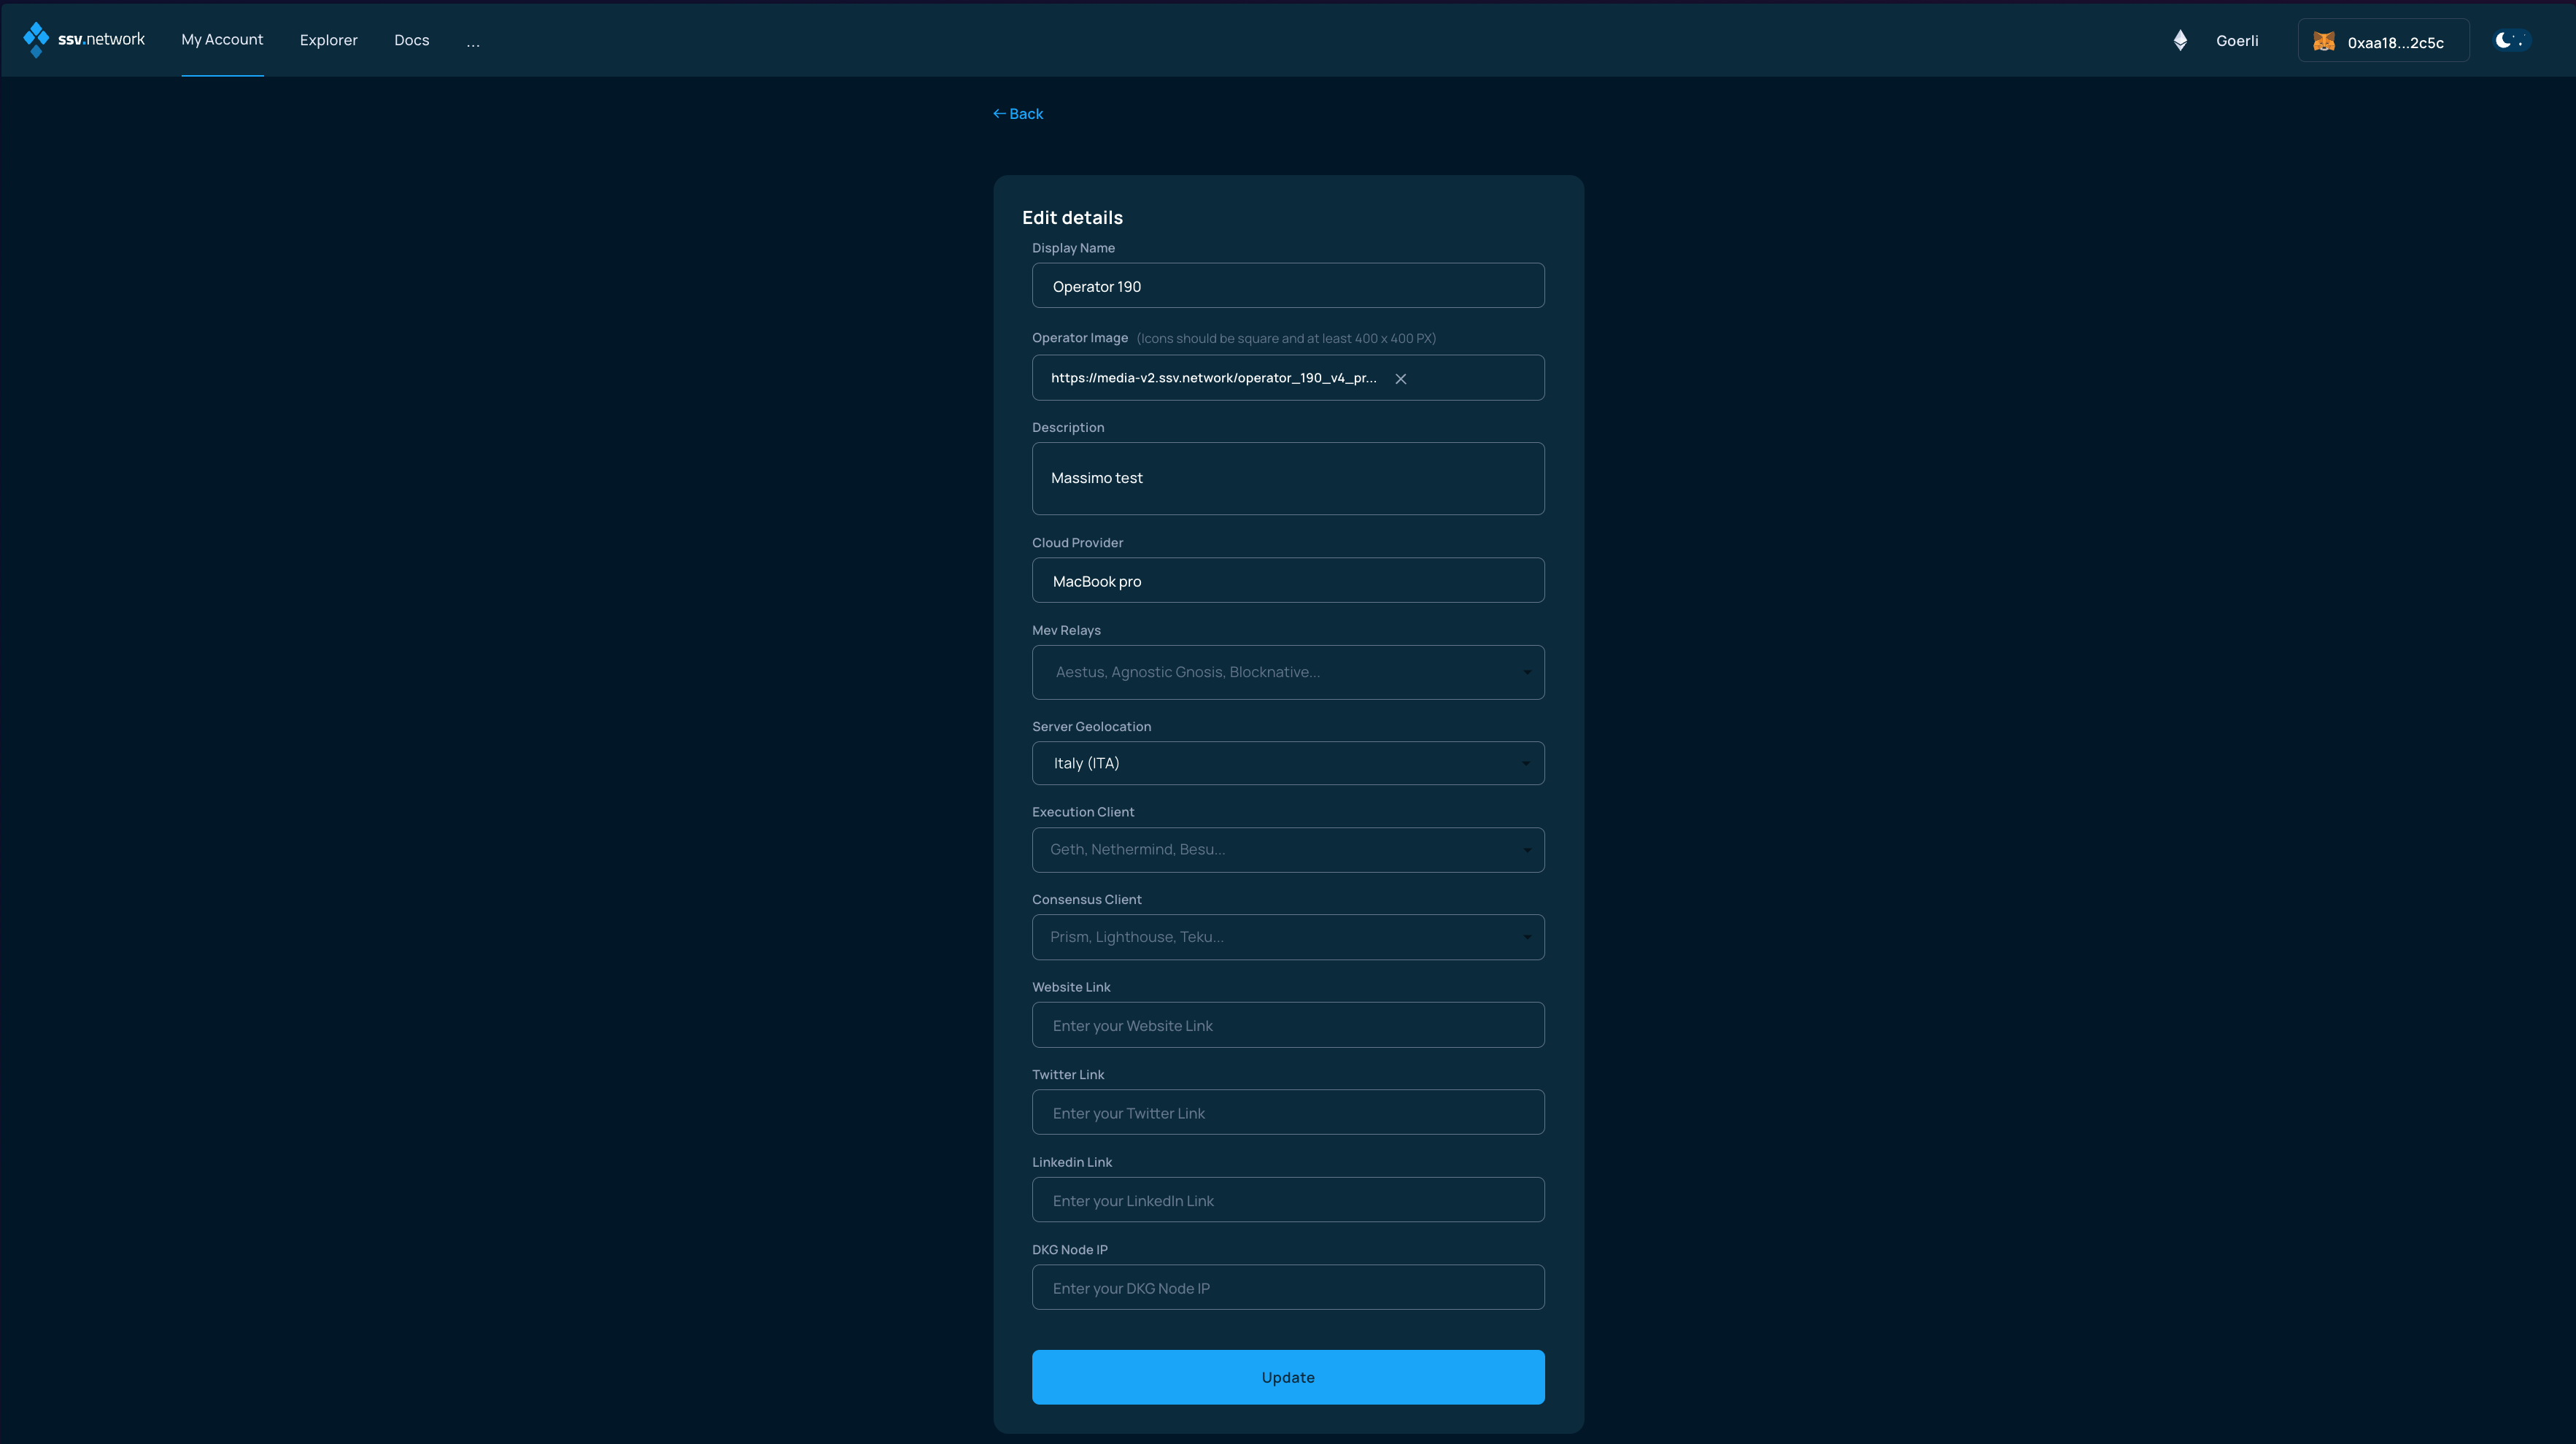 ssv.network
My Account
Explorer
Docs
...
Goerli
0xaa18...2c5c
← Back
Edit details
Display Name
Operator 190
Operator Image (Icons should be square and at least 400 x 400 PX)
https://media-v2.ssv.network/operator_190_v4_pr...
Description
Massimo test
Cloud Provider
MacBook pro
Mev Relays
Aestus, Agnostic Gnosis, Blocknative...
Server Geolocation
Italy (ITA)
Execution Client
Geth, Nethermind, Besu...
Consensus Client
Prism, Lighthouse, Teku...
Website Link
Enter your Website Link
Twitter Link
Enter your Twitter Link
Linkedin Link
Enter your LinkedIn Link
DKG Node IP
Enter your DKG Node IP
Update